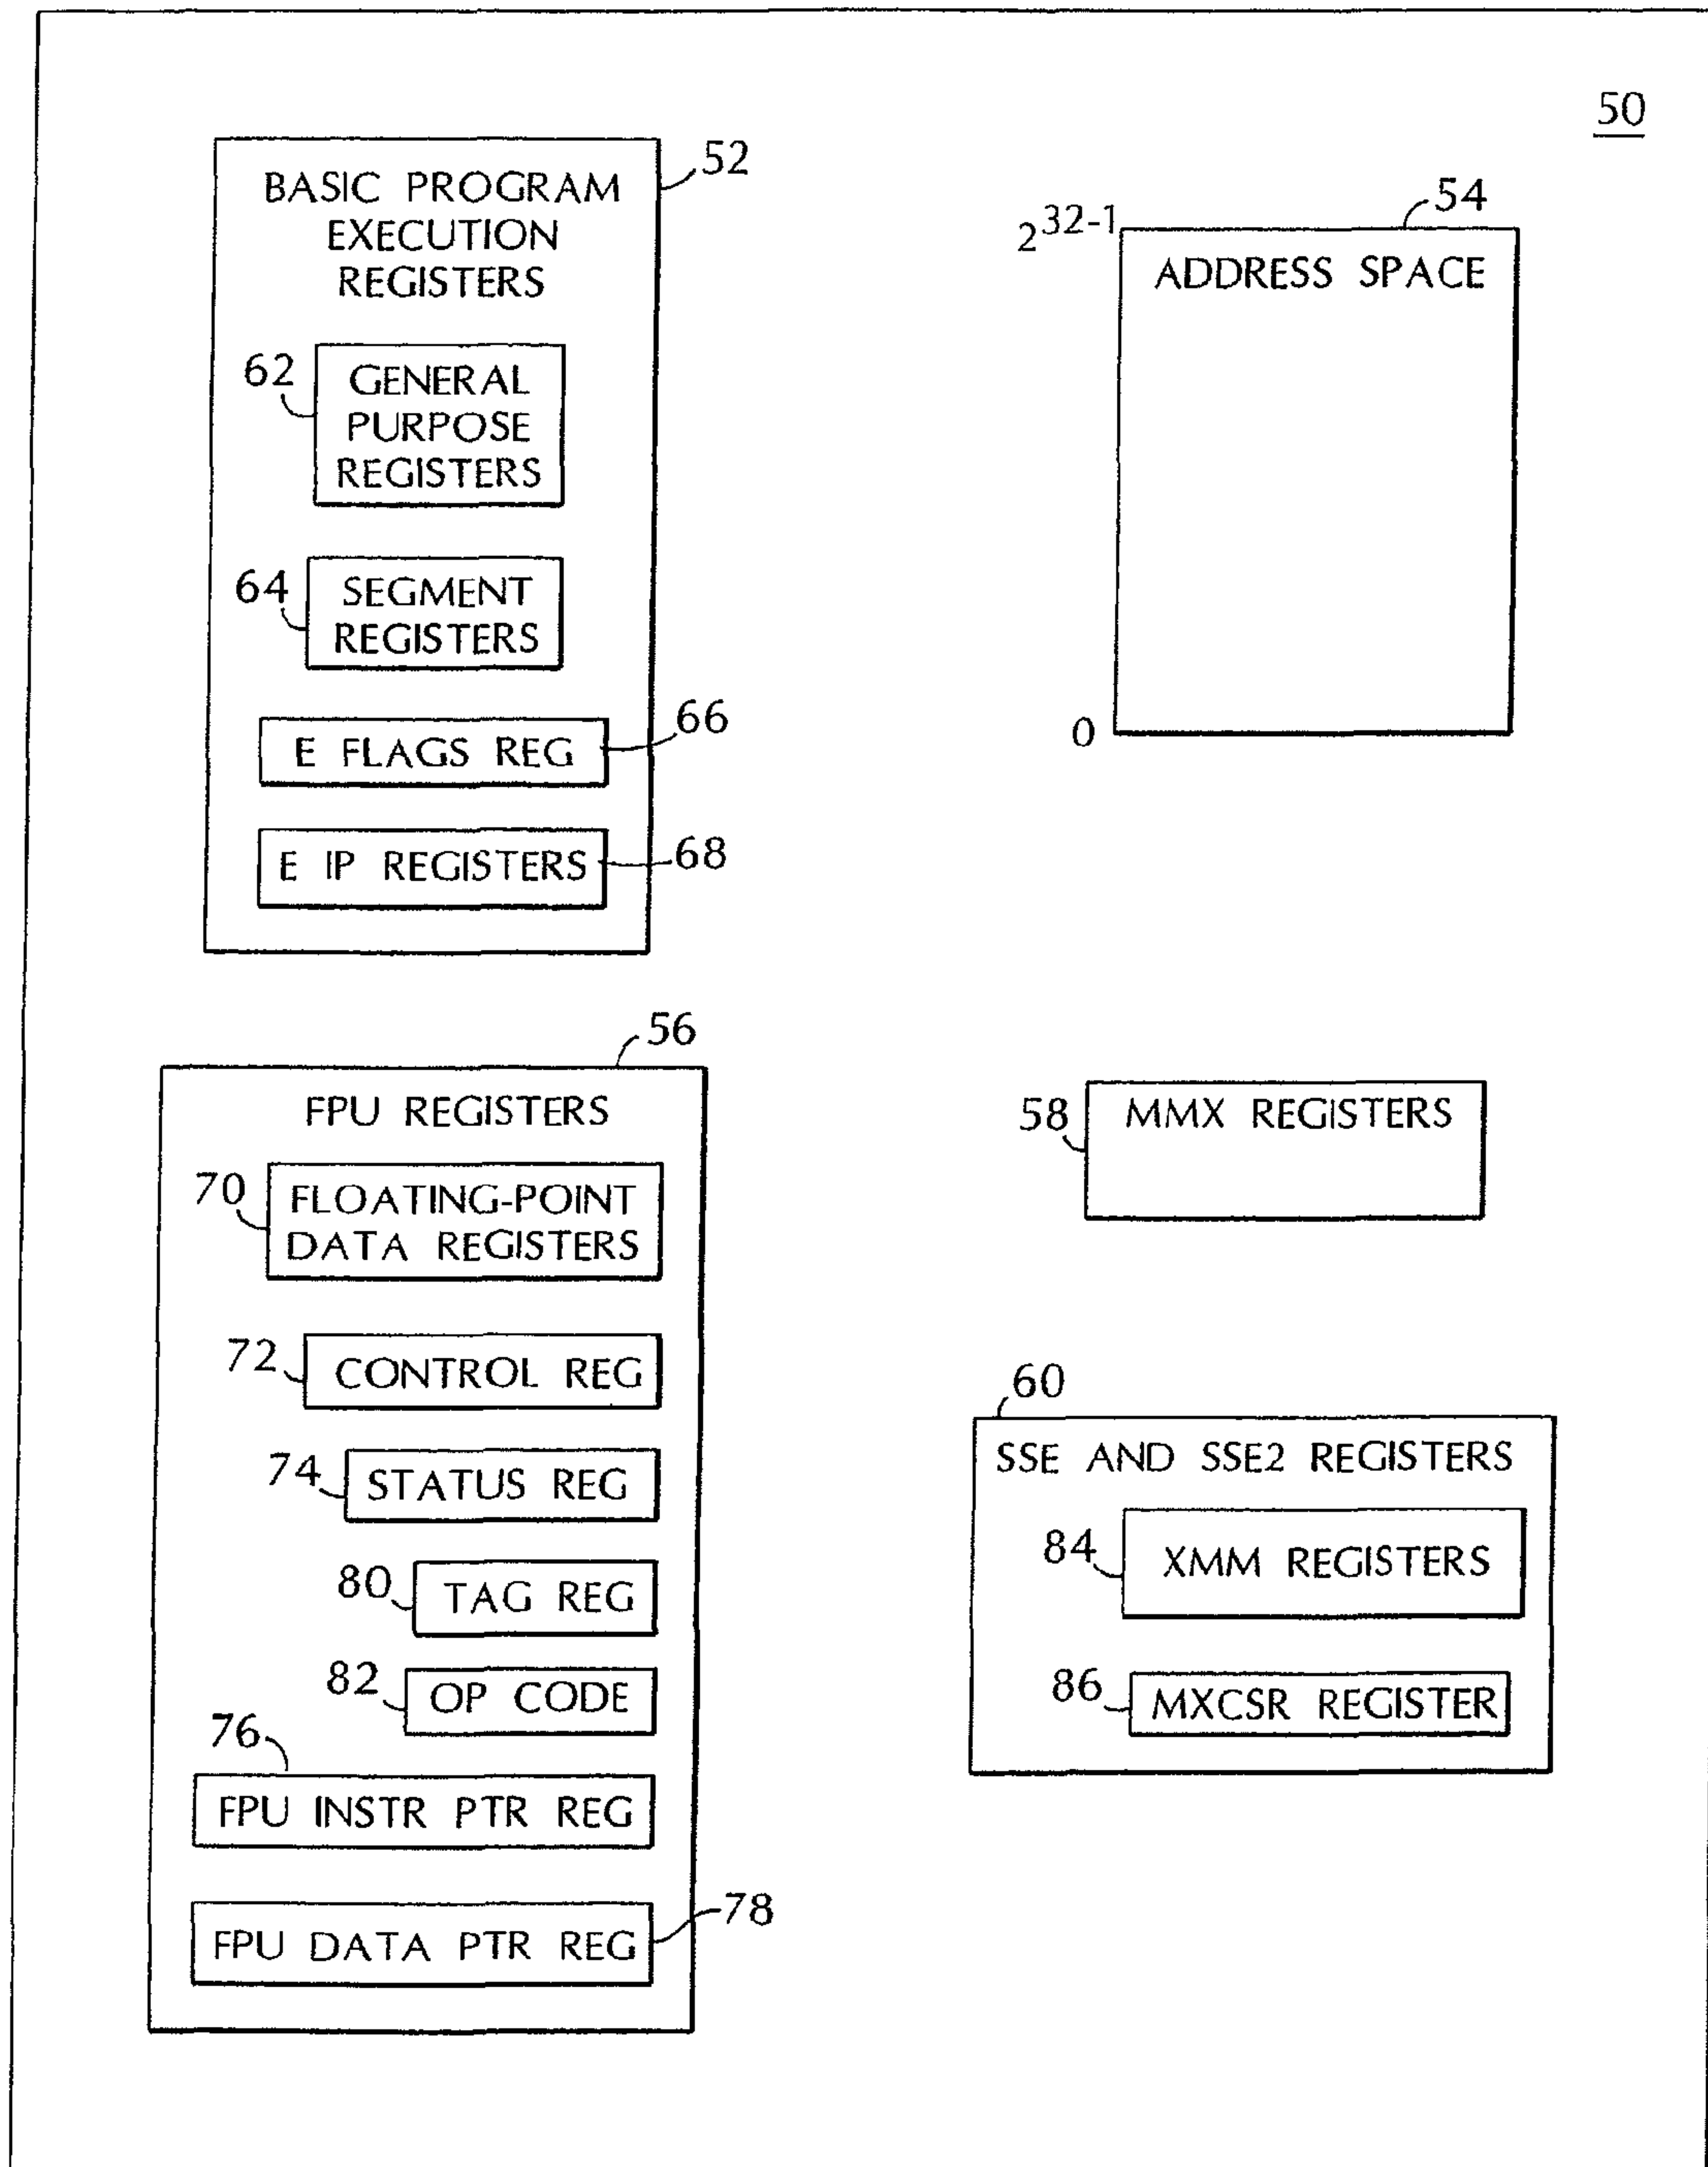 50
52
BASIC PROGRAM
EXECUTION
REGISTERS
62
GENERAL
PURPOSE
REGISTERS
64
SEGMENT
REGISTERS
E FLAGS REG
66
E IP REGISTERS
68
54
2^32-1
ADDRESS SPACE
0
56
FPU REGISTERS
70
FLOATING-POINT
DATA REGISTERS
72
CONTROL REG
74
STATUS REG
80
TAG REG
82
OP CODE
76
FPU INSTR PTR REG
78
FPU DATA PTR REG
58
MMX REGISTERS
60
SSE AND SSE2 REGISTERS
84
XMM REGISTERS
86
MXCSR REGISTER